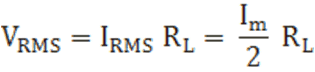 V_RMS = I_RMS R_L = I_m/2 R_L